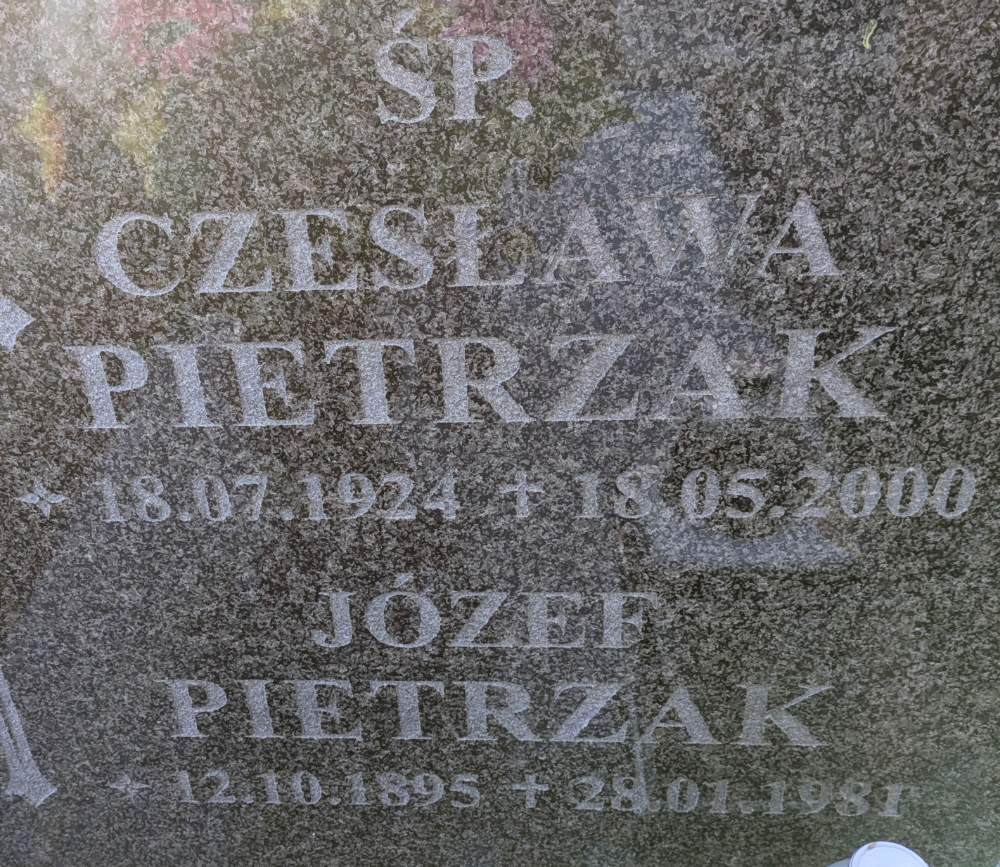 ŚP.
CZESŁAWA
PIETRZAK
18.07.1924 ✝ 18.05.2000
JÓZEF
PIETRZAK
12.10.1895 ✝ 28.01.1981